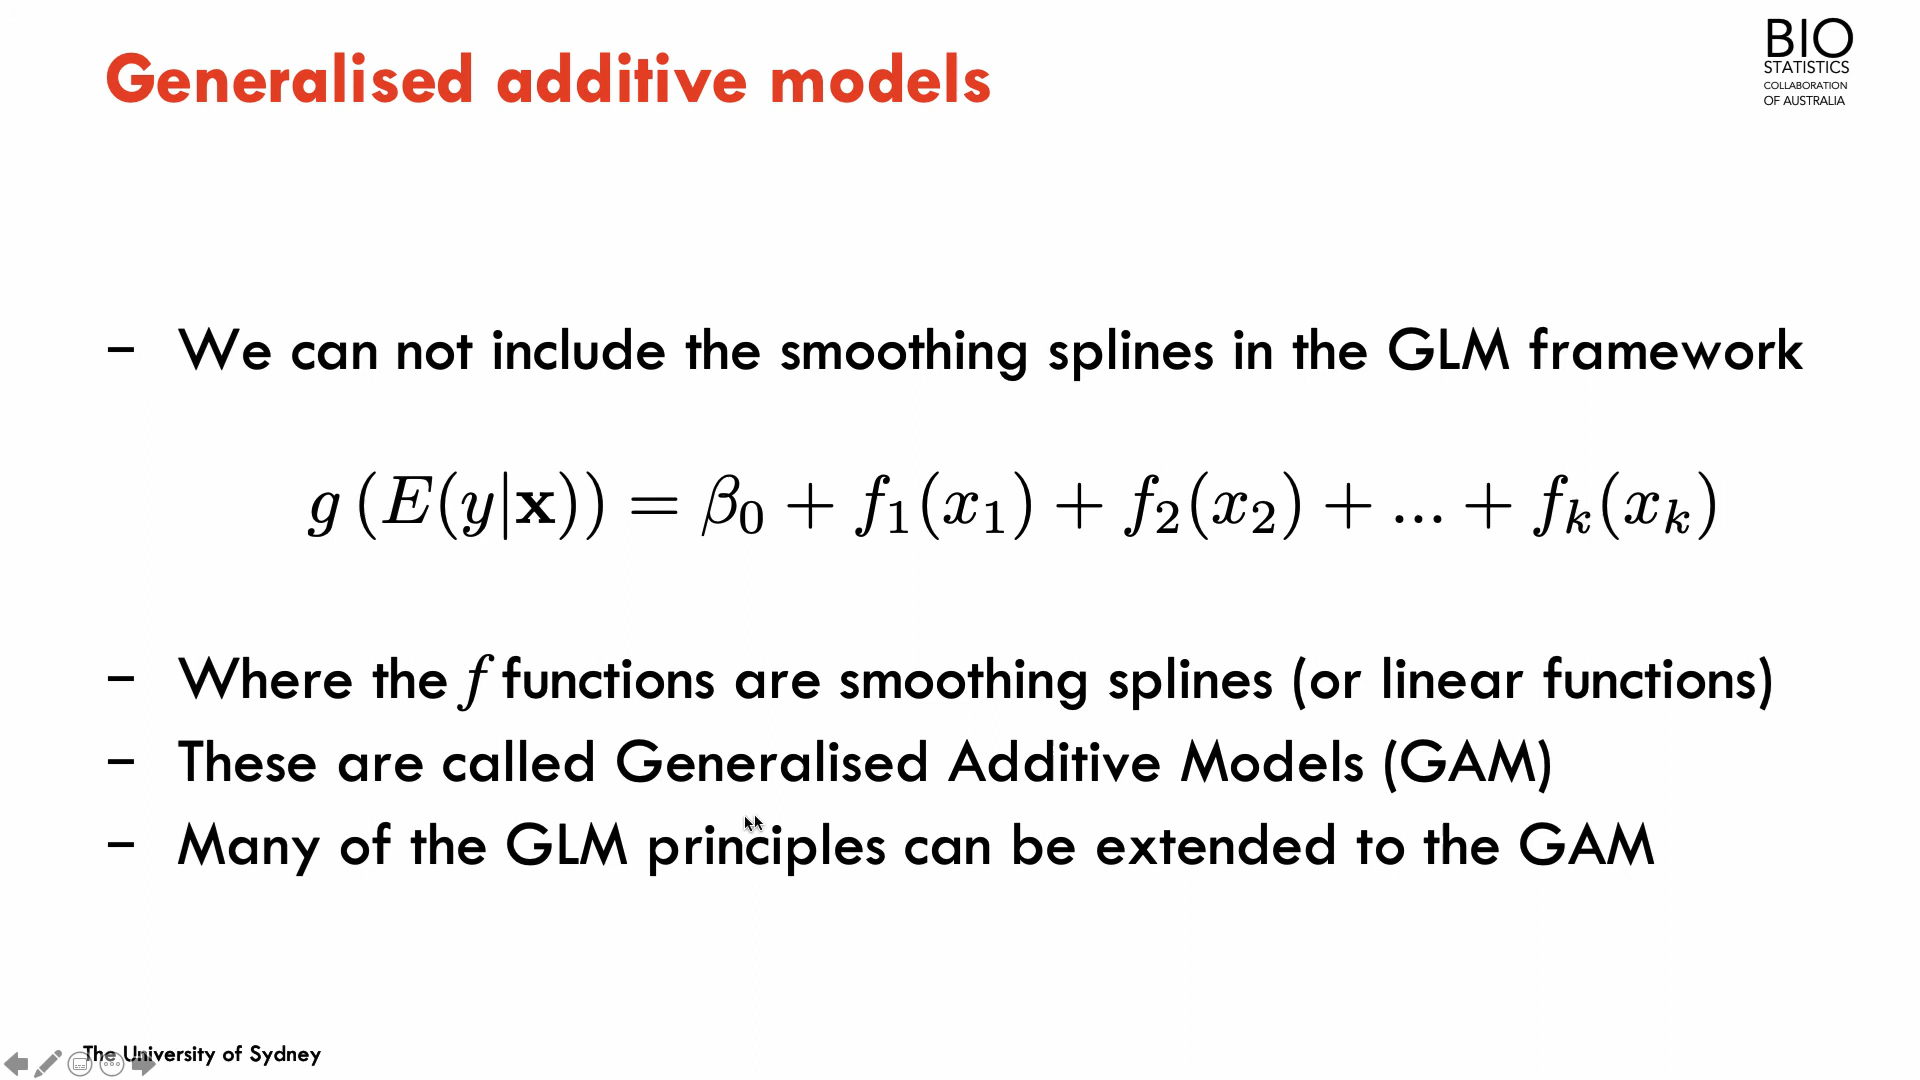 Generalised additive models
BIO
STATISTICS
COLLABORATION
OF AUSTRALIA
– We can not include the smoothing splines in the GLM framework
g (E(y|x)) = β₀ + f₁(x₁) + f₂(x₂) + ... + fₖ(xₖ)
– Where the f functions are smoothing splines (or linear functions)
– These are called Generalised Additive Models (GAM)
– Many of the GLM principles can be extended to the GAM
The University of Sydney